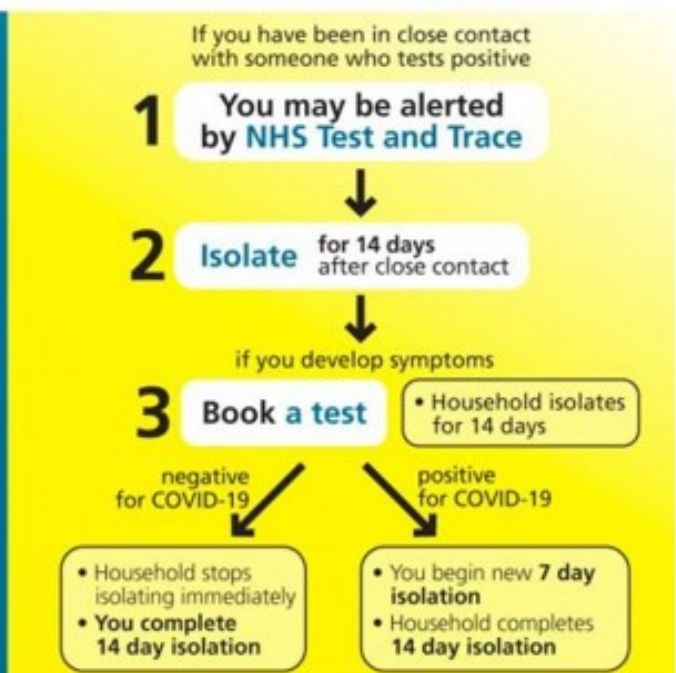 If you have been in close contact
with someone who tests positive
1
You may be alerted
by NHS Test and Trace
2
Isolate for 14 days
after close contact
if you develop symptoms
3
Book a test
• Household isolates
for 14 days
negative
for COVID-19
positive
for COVID-19
• Household stops
isolating immediately
• You complete
14 day isolation
• You begin new 7 day
isolation
• Household completes
14 day isolation